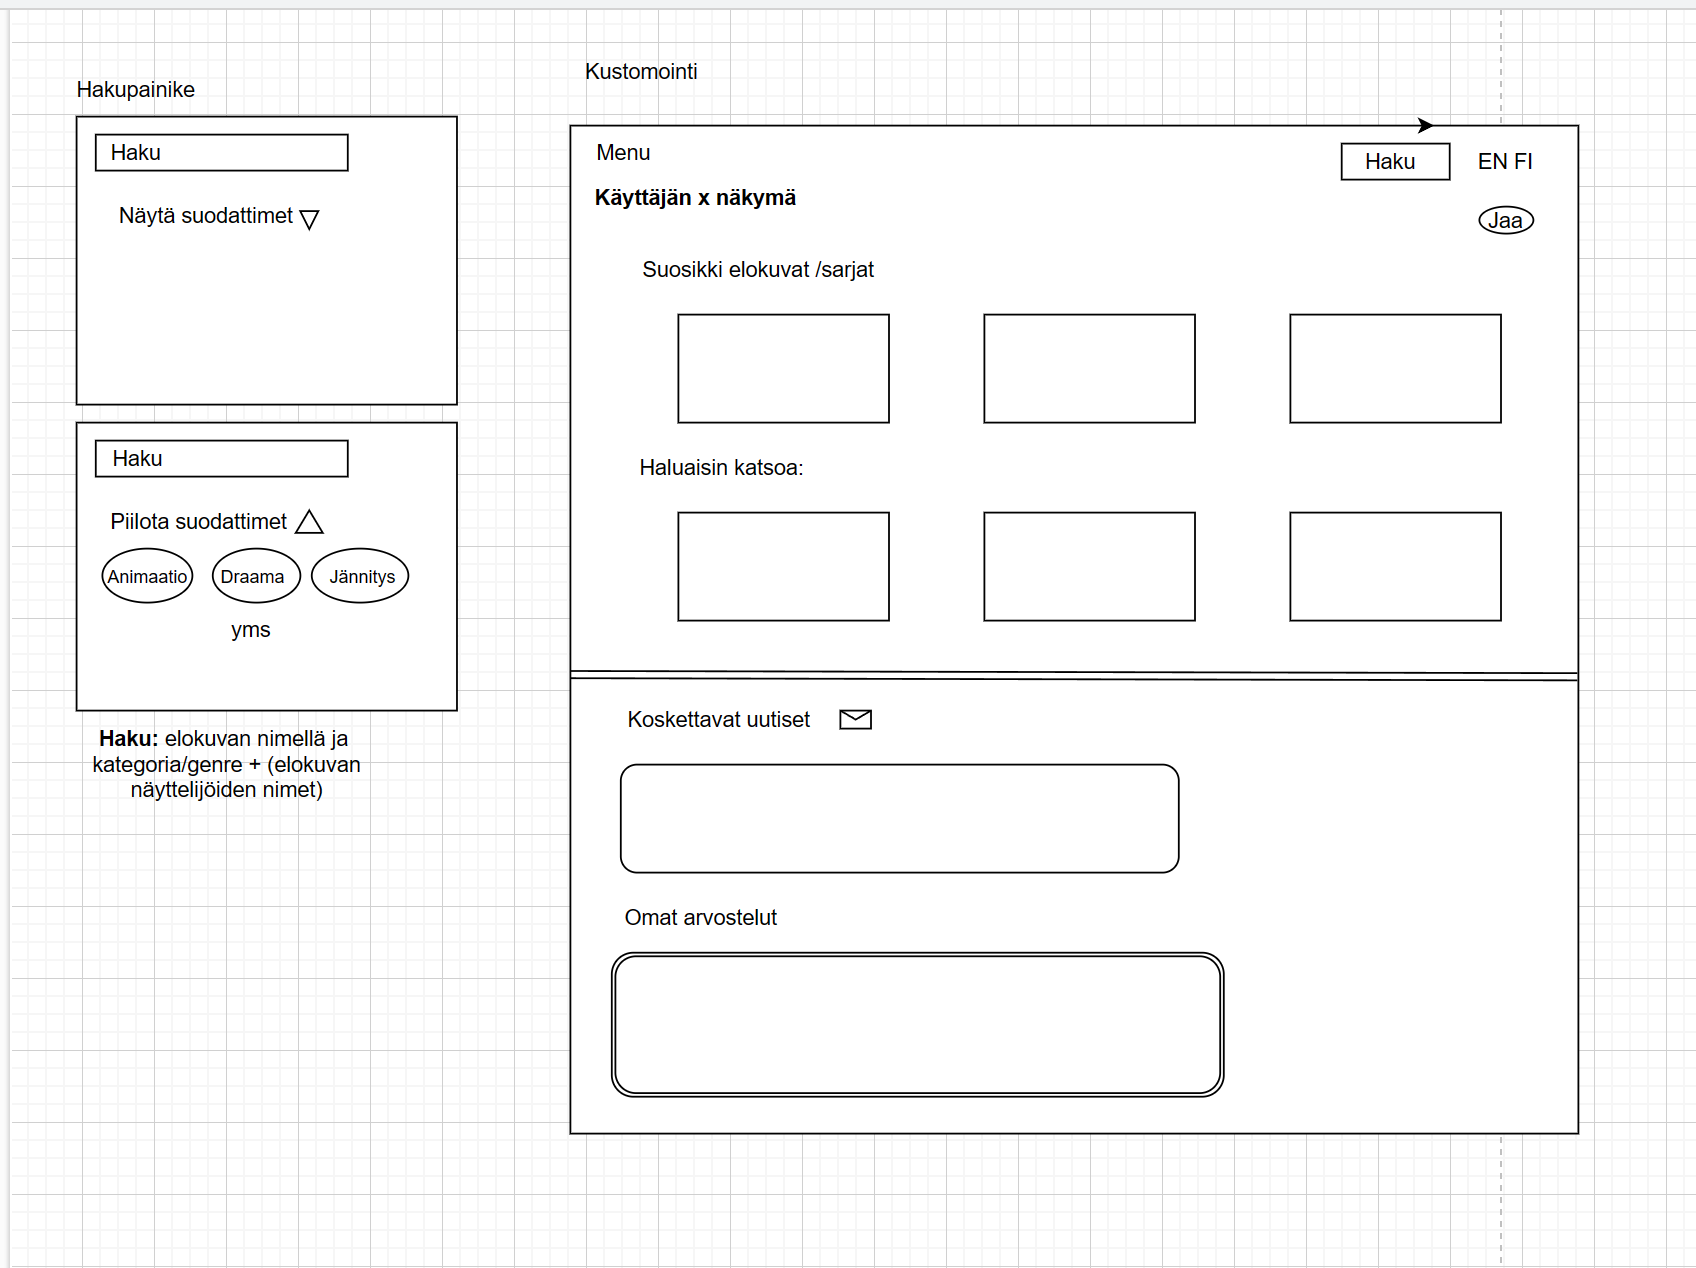 Hakupainike
Haku
Näytä suodattimet
Haku
Piilota suodattimet
Animaatio
Draama
Jännitys
yms
Haku: elokuvan nimellä ja
kategoria/genre + (elokuvan
näyttelijöiden nimet)
Kustomointi
Menu
Haku
EN FI
Käyttäjän x näkymä
Jaa
Suosikki elokuvat /sarjat
Haluaisin katsoa:
Koskettavat uutiset
Omat arvostelut